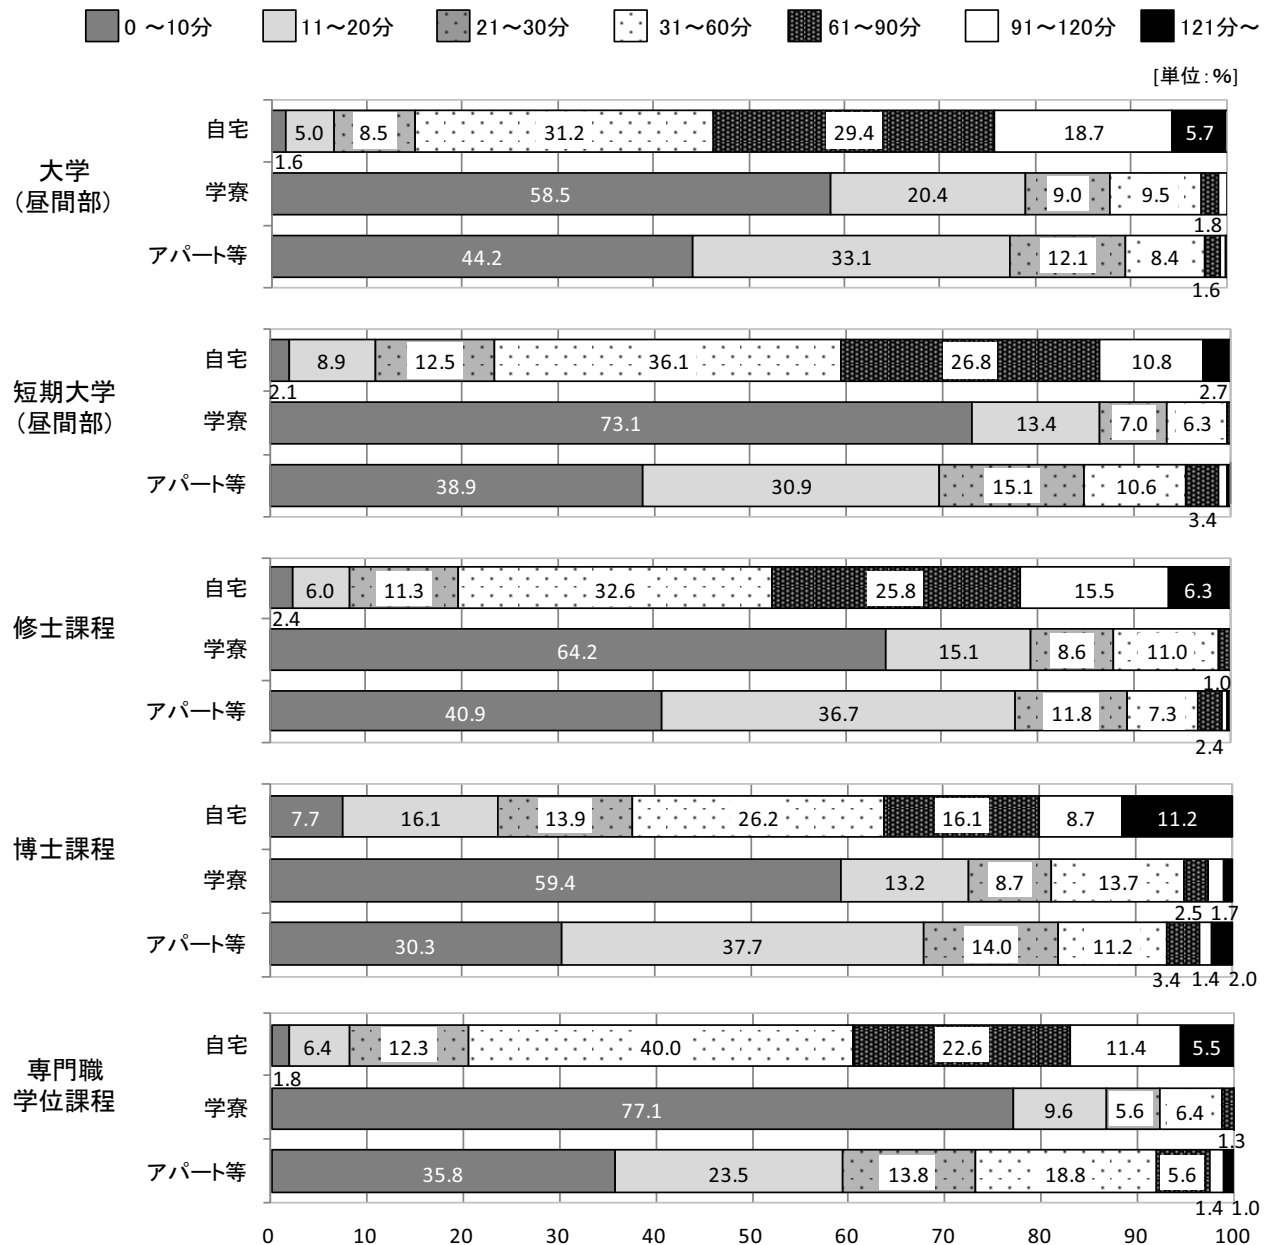 0 ～10分 11～20分 21～30分 31～60分 61～90分 91～120分 121分～
[単位:%]
大学
（昼間部）
自宅 5.0 8.5 31.2 29.4 18.7 5.7
1.6
学寮 58.5 20.4 9.0 9.5
1.8
アパート等 44.2 33.1 12.1 8.4
1.6
短期大学
（昼間部）
自宅 8.9 12.5 36.1 26.8 10.8
2.1 2.7
学寮 73.1 13.4 7.0 6.3
アパート等 38.9 30.9 15.1 10.6
3.4
修士課程
自宅 6.0 11.3 32.6 25.8 15.5 6.3
2.4
学寮 64.2 15.1 8.6 11.0
1.0
アパート等 40.9 36.7 11.8 7.3
2.4
博士課程
自宅 7.7 16.1 13.9 26.2 16.1 8.7 11.2
学寮 59.4 13.2 8.7 13.7
2.5 1.7
アパート等 30.3 37.7 14.0 11.2
3.4 1.4 2.0
専門職
学位課程
自宅 6.4 12.3 40.0 22.6 11.4 5.5
1.8
学寮 77.1 9.6 5.6 6.4
1.3
アパート等 35.8 23.5 13.8 18.8 5.6
1.4 1.0
0 10 20 30 40 50 60 70 80 90 100